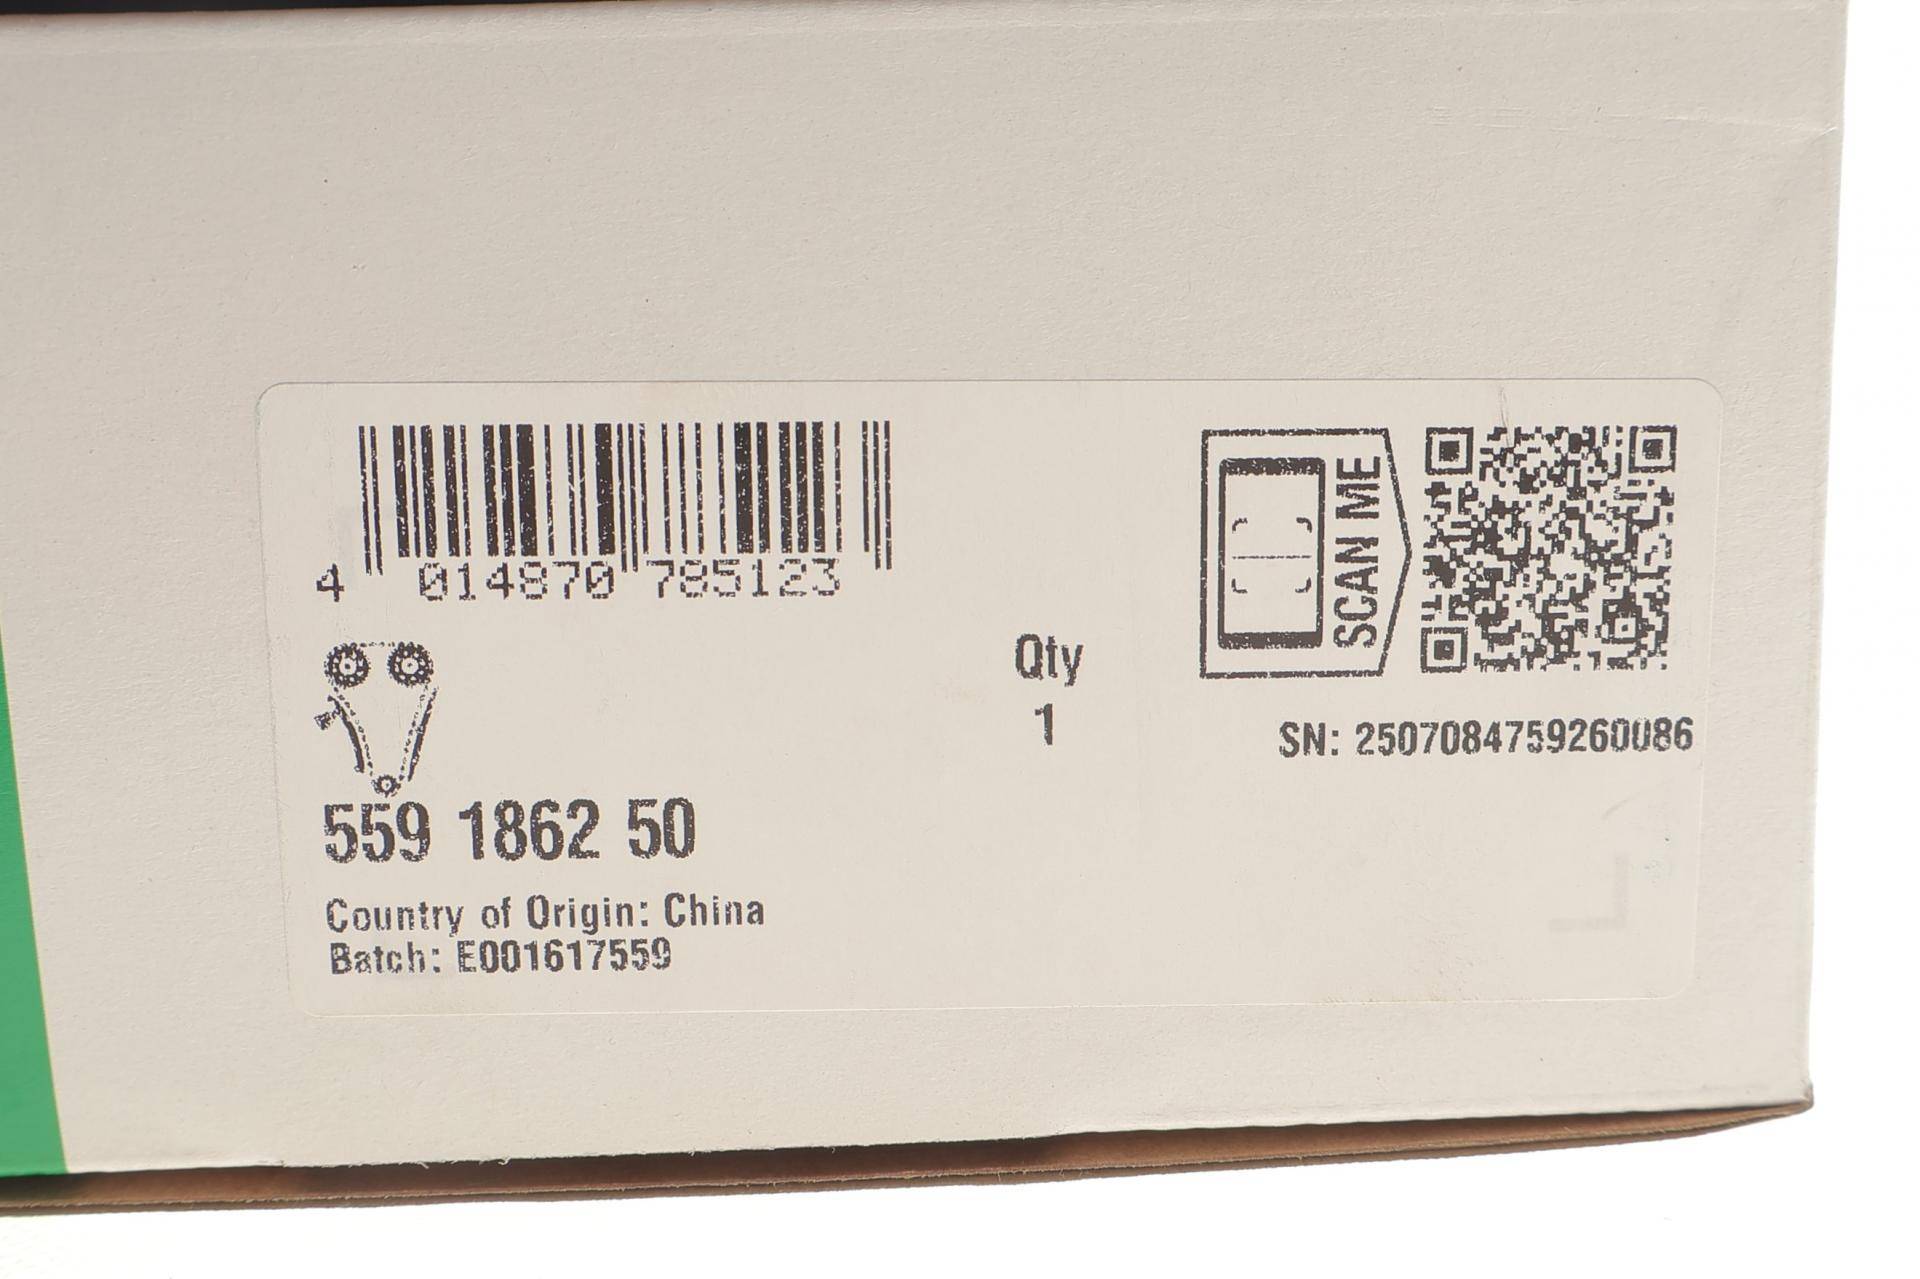 4 014870 785123
SCAN ME
Qty
1
SN: 2507084759260086
559 1862 50
Country of Origin: China
Batch: E001617559